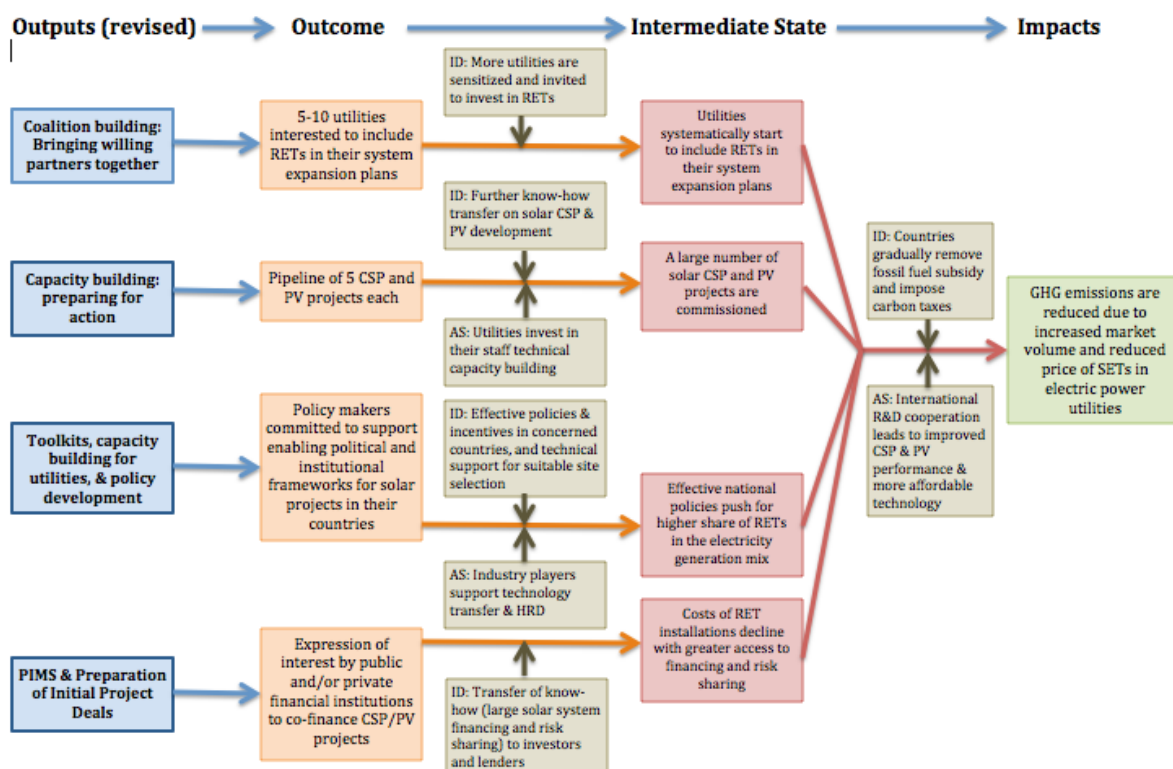 Outputs (revised)
Outcome
Intermediate State
Impacts
Coalition building:
Bringing willing
partners together
5-10 utilities
interested to include
RETs in their system
expansion plans
ID: More utilities are
sensitized and invited
to invest in RETs
Utilities
systematically start
to include RETs in
their system
expansion plans
Capacity building:
preparing for
action
Pipeline of 5 CSP and
PV projects each
ID: Further know-how
transfer on solar CSP &
PV development
AS: Utilities invest in
their staff technical
capacity building
A large number of
solar CSP and PV
projects are
commissioned
Toolkits, capacity
building for
utilities, & policy
development
Policy makers
committed to support
enabling political and
institutional
frameworks for solar
projects in their
countries
ID: Effective policies &
incentives in concerned
countries, and technical
support for suitable site
selection
AS: Industry players
support technology
transfer & HRD
Effective national
policies push for
higher share of RETs
in the electricity
generation mix
PIMS & Preparation
of Initial Project
Deals
Expression of
interest by public
and/or private
financial institutions
to co-finance CSP/PV
projects
ID: Transfer of know-
how (large solar system
financing and risk
sharing) to investors
and lenders
Costs of RET
installations decline
with greater access to
financing and risk
sharing
ID: Countries
gradually remove
fossil fuel subsidy
and impose
carbon taxes
AS: International
R&D cooperation
leads to improved
CSP & PV
performance &
more affordable
technology
GHG emissions are
reduced due to
increased market
volume and reduced
price of SETs in
electric power
utilities